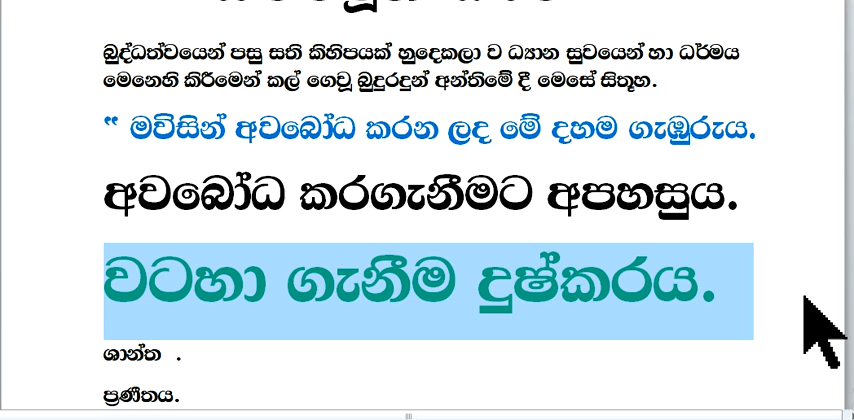 බුද්ධත්වයෙන් පසු සති කිහිපයක් හුදෙකලා ව ධ්‍යාන සුවයෙන් හා ධර්මය
මෙනෙහි කිරීමෙන් කල් ගෙවූ බුදුරදුන් අන්තිමේ දී මෙසේ සිතූහ.
“ මවිසින් අවබෝධ කරන ලද මේ දහම ගැඹුරුය.
අවබෝධ කරගැනීමට අපහසුය.
වටහා ගැනීම දුෂ්කරය.
ශාන්ත .
ප්‍රණීතය.